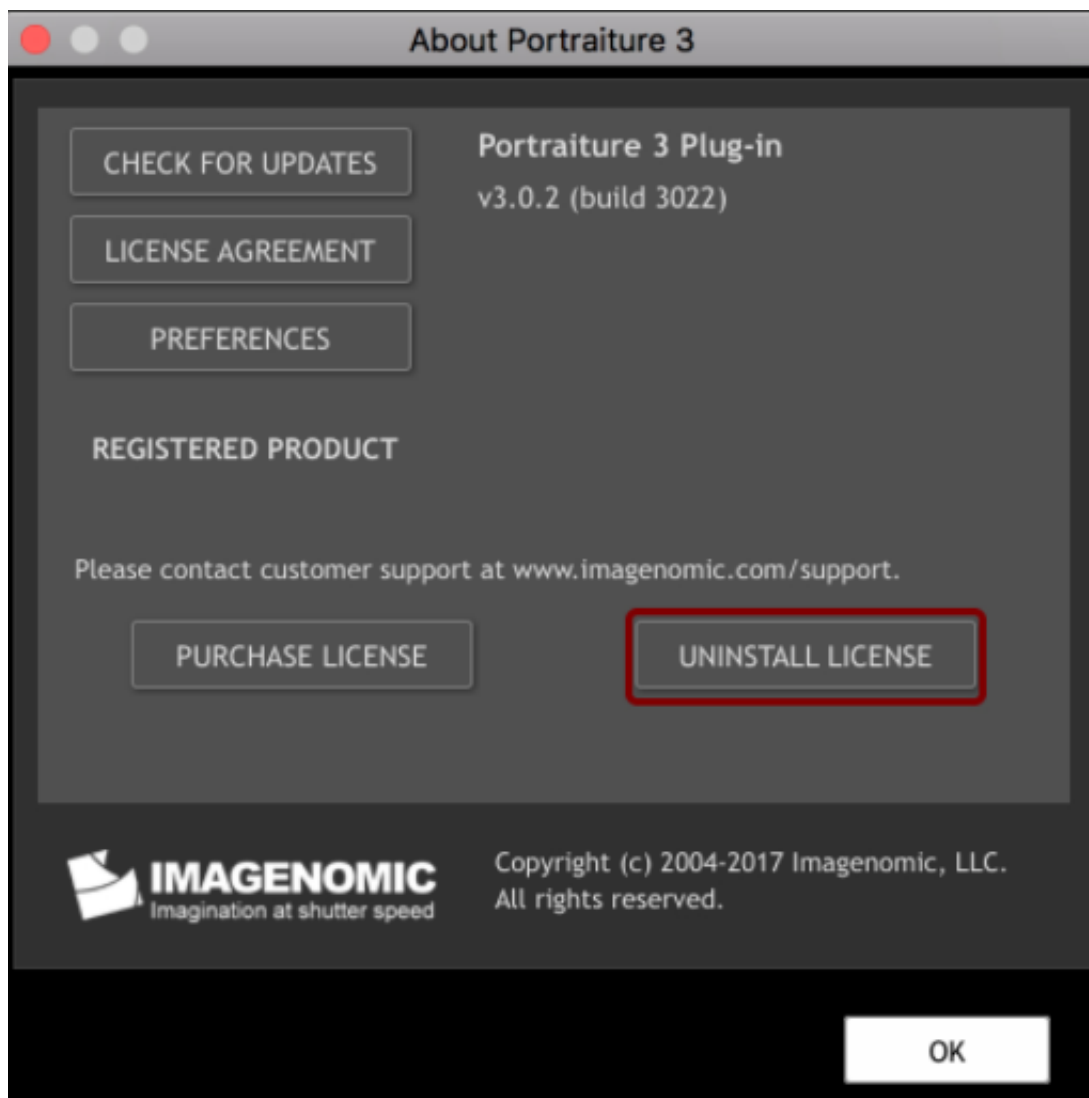 About Portraiture 3
CHECK FOR UPDATES
Portraiture 3 Plug-in
v3.0.2 (build 3022)
LICENSE AGREEMENT
PREFERENCES
REGISTERED PRODUCT
Please contact customer support at www.imagenomic.com/support.
PURCHASE LICENSE
UNINSTALL LICENSE
IMAGENOMIC
Imagination at shutter speed
Copyright (c) 2004-2017 Imagenomic, LLC.
All rights reserved.
OK